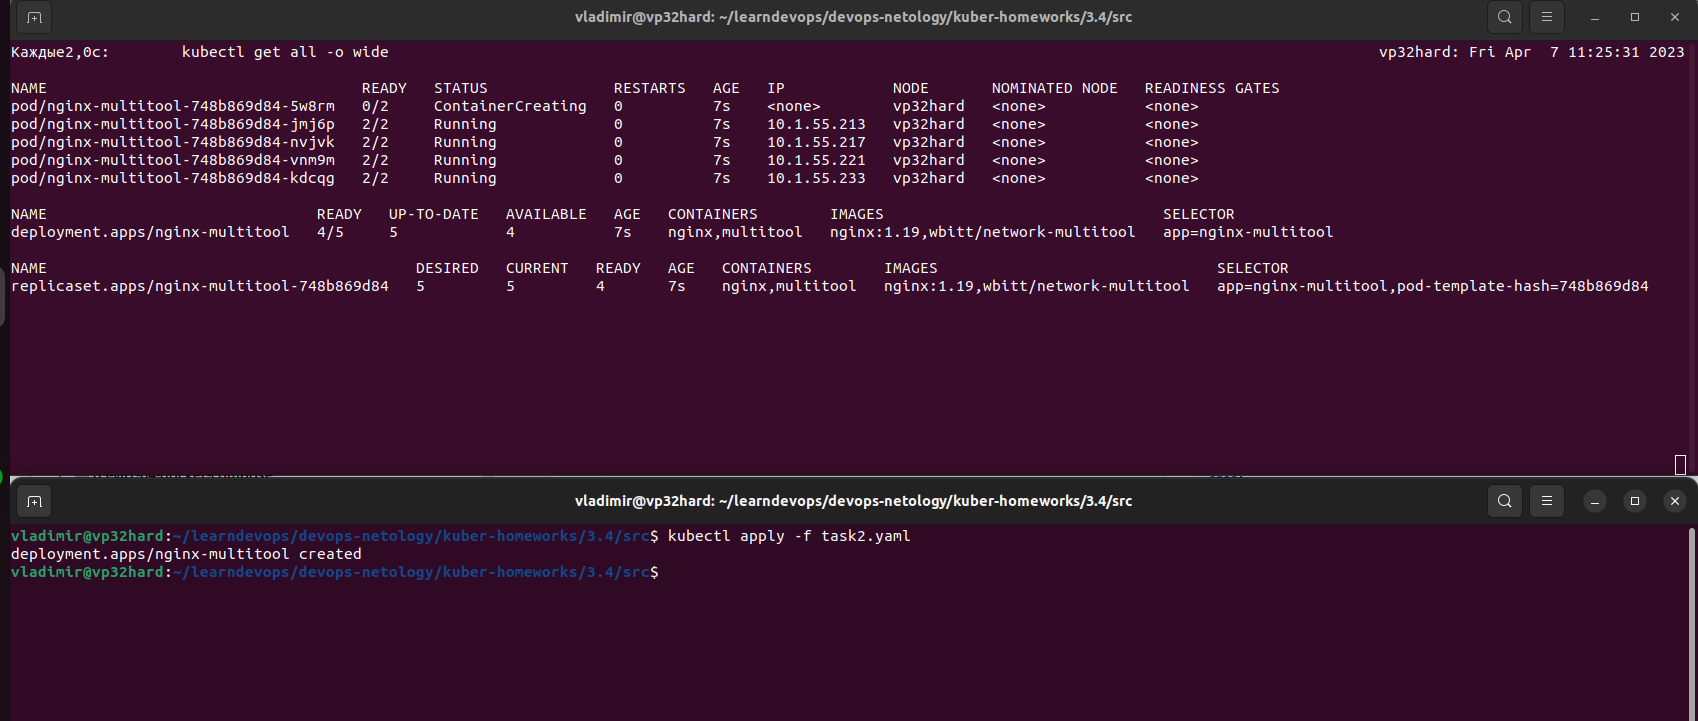 vladimir@vp32hard: ~/learndevops/devops-netology/kuber-homeworks/3.4/src
Каждые2,0с:        kubectl get all -o wide                                                                                                              vp32hard: Fri Apr  7 11:25:31 2023
NAME                                   READY   STATUS              RESTARTS   AGE   IP            NODE       NOMINATED NODE   READINESS GATES
pod/nginx-multitool-748b869d84-5w8rm   0/2     ContainerCreating   0          7s    <none>        vp32hard   <none>           <none>
pod/nginx-multitool-748b869d84-jmj6p   2/2     Running             0          7s    10.1.55.213   vp32hard   <none>           <none>
pod/nginx-multitool-748b869d84-nvjvk   2/2     Running             0          7s    10.1.55.217   vp32hard   <none>           <none>
pod/nginx-multitool-748b869d84-vnm9m   2/2     Running             0          7s    10.1.55.221   vp32hard   <none>           <none>
pod/nginx-multitool-748b869d84-kdcqg   2/2     Running             0          7s    10.1.55.233   vp32hard   <none>           <none>
NAME                              READY   UP-TO-DATE   AVAILABLE   AGE   CONTAINERS        IMAGES                               SELECTOR
deployment.apps/nginx-multitool   4/5     5            4           7s    nginx,multitool   nginx:1.19,wbitt/network-multitool   app=nginx-multitool
NAME                                         DESIRED   CURRENT   READY   AGE   CONTAINERS        IMAGES                               SELECTOR
replicaset.apps/nginx-multitool-748b869d84   5         5         4       7s    nginx,multitool   nginx:1.19,wbitt/network-multitool   app=nginx-multitool,pod-template-hash=748b869d84
vladimir@vp32hard: ~/learndevops/devops-netology/kuber-homeworks/3.4/src
vladimir@vp32hard:~/learndevops/devops-netology/kuber-homeworks/3.4/src$ kubectl apply -f task2.yaml
deployment.apps/nginx-multitool created
vladimir@vp32hard:~/learndevops/devops-netology/kuber-homeworks/3.4/src$